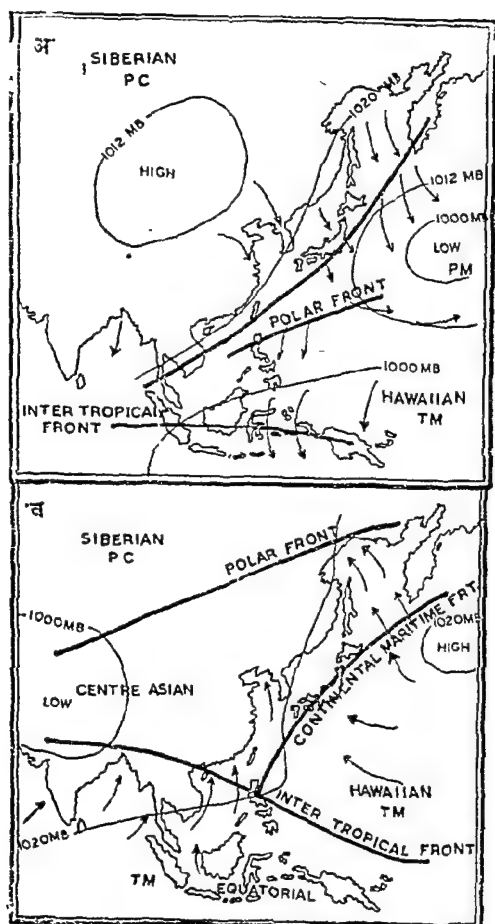 अ
SIBERIAN
PC
1020 MB
1012 MB
HIGH
1012 MB
1000 MB
LOW
PM
POLAR FRONT
1000 MB
INTER TROPICAL
FRONT
HAWAIIAN
TM
ब
SIBERIAN
PC
POLAR FRONT
1000 MB
CENTRE ASIAN
LOW
CONTINENTAL MARITIME FRT
1020 MB
HIGH
HAWAIIAN
TM
INTER TROPICAL FRONT
1020 MB
TM
EQUATORIAL